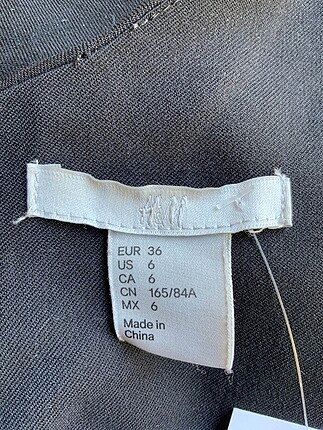 H&M
EUR 36
US 6
CA 6
CN 165/84A
MX 6
Made in
China